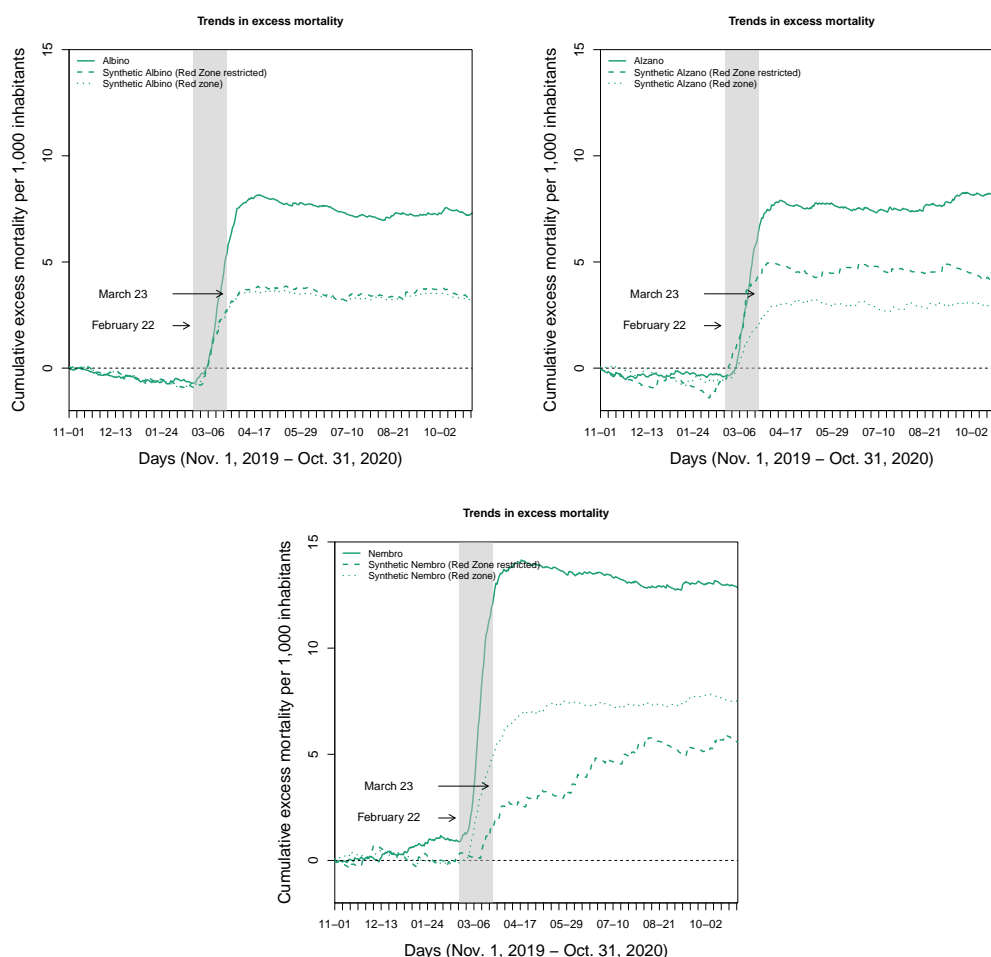 Trends in excess mortality
Cumulative excess mortality per 1,000 inhabitants
15
10
5
0
Albino
Synthetic Albino (Red Zone restricted)
Synthetic Albino (Red zone)
March 23
February 22
11–01 12–13 01–24 03–06 04–17 05–29 07–10 08–21 10–02
Days (Nov. 1, 2019 – Oct. 31, 2020)
Trends in excess mortality
Cumulative excess mortality per 1,000 inhabitants
15
10
5
0
Alzano
Synthetic Alzano (Red Zone restricted)
Synthetic Alzano (Red zone)
March 23
February 22
11–01 12–13 01–24 03–06 04–17 05–29 07–10 08–21 10–02
Days (Nov. 1, 2019 – Oct. 31, 2020)
Trends in excess mortality
Cumulative excess mortality per 1,000 inhabitants
15
10
5
0
Nembro
Synthetic Nembro (Red Zone restricted)
Synthetic Nembro (Red zone)
March 23
February 22
11–01 12–13 01–24 03–06 04–17 05–29 07–10 08–21 10–02
Days (Nov. 1, 2019 – Oct. 31, 2020)